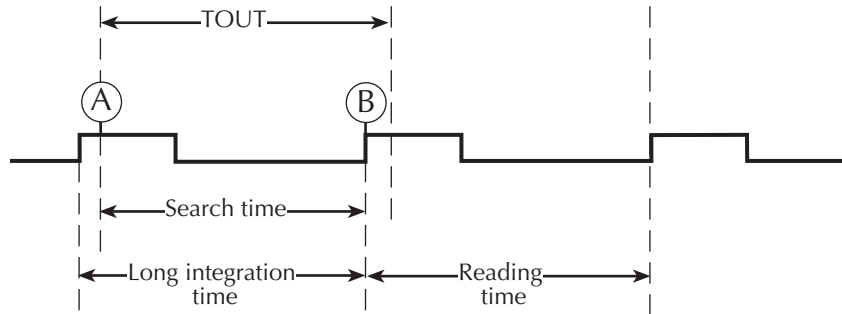 TOUT
A
B
Search time
Long integration
time
Reading
time